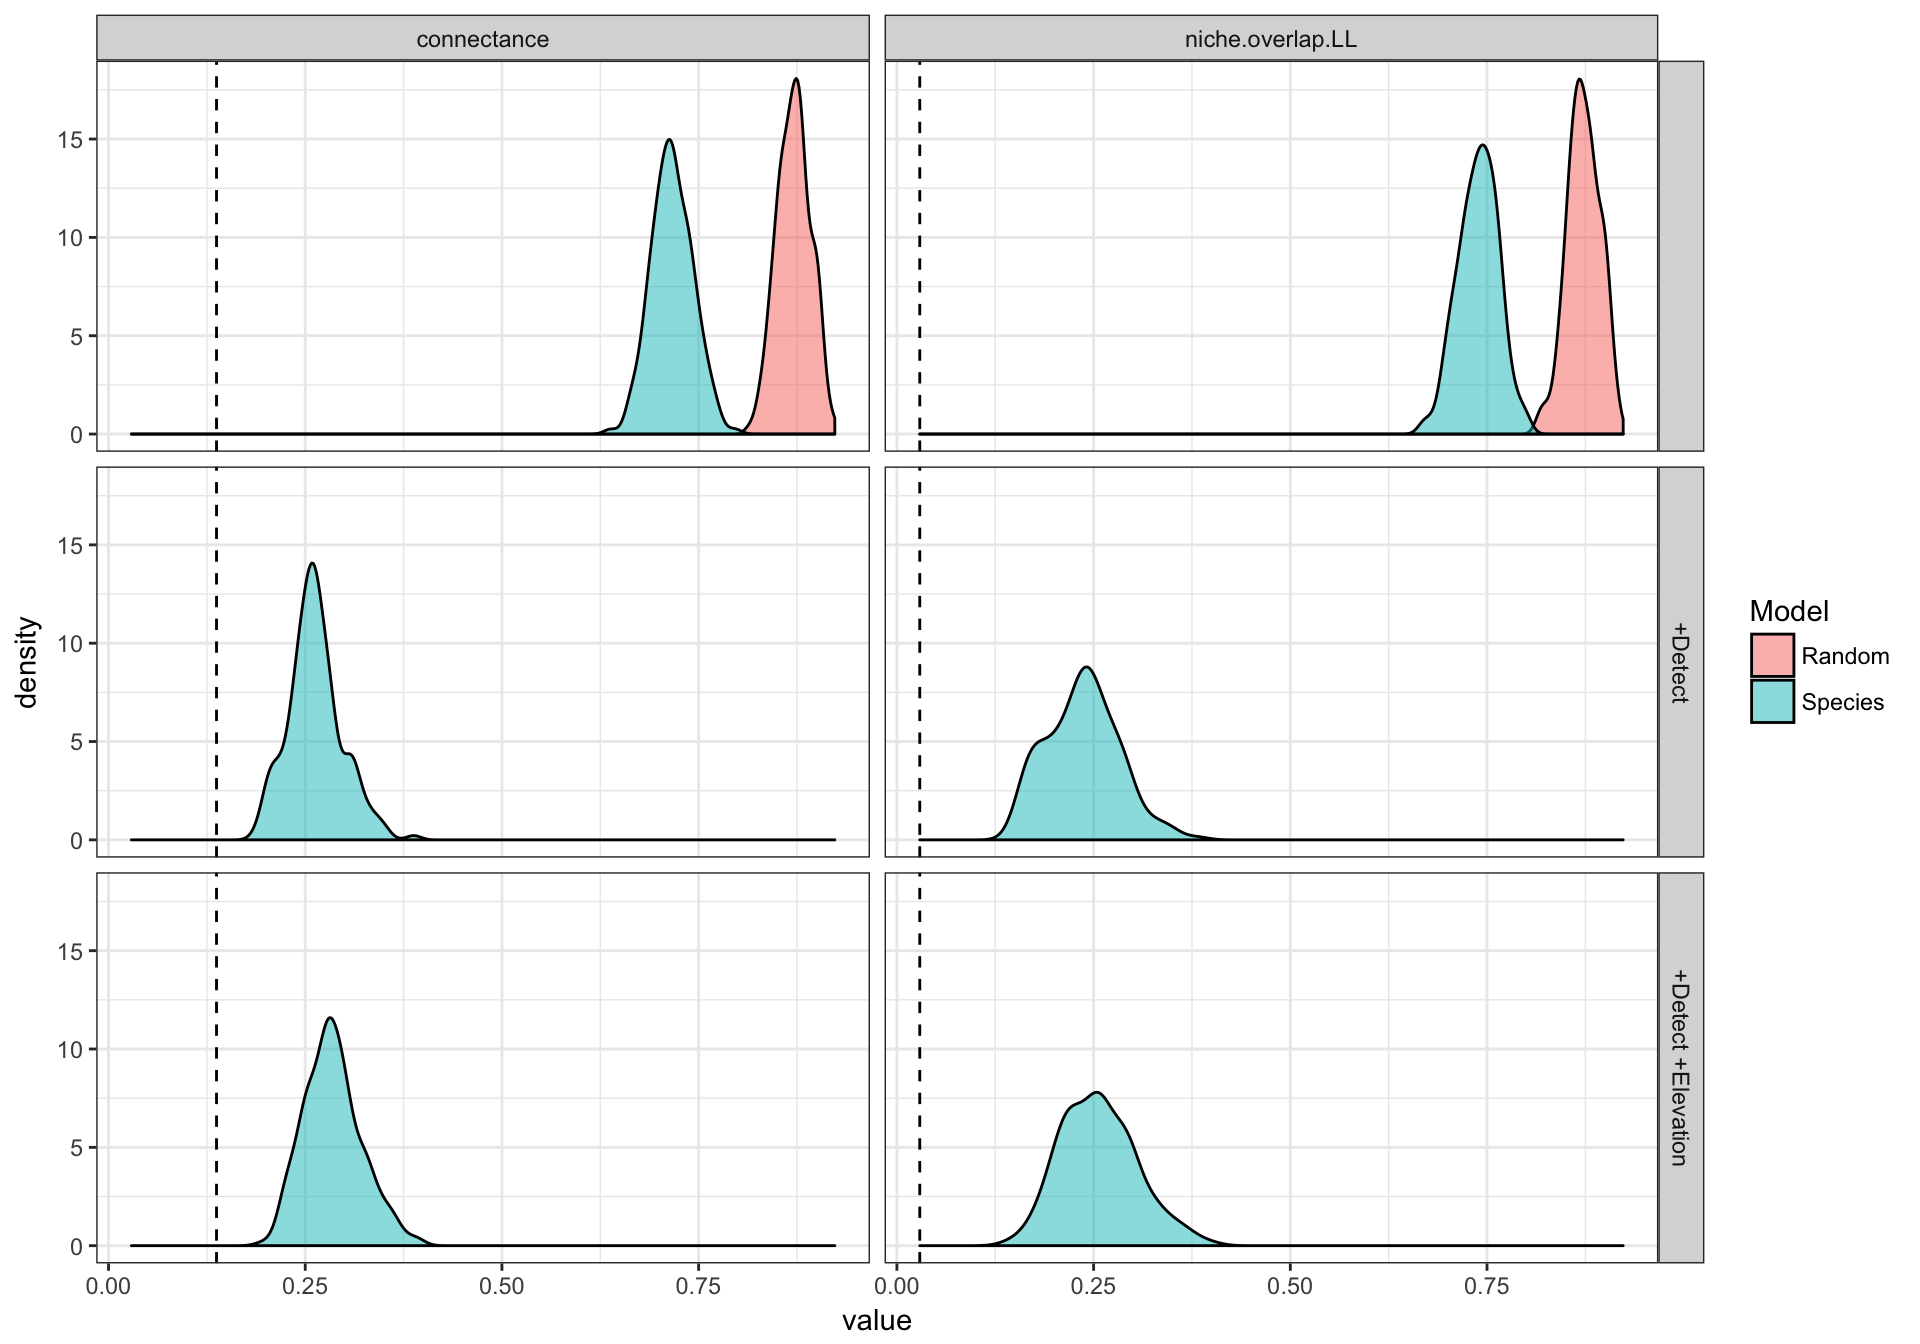 connectance
niche.overlap.LL
15
10
5
0
15
10
5
0
+Detect
15
10
5
0
+Detect +Elevation
density
0.00
0.25
0.50
0.75
0.00
0.25
0.50
0.75
value
Model
Random
Species